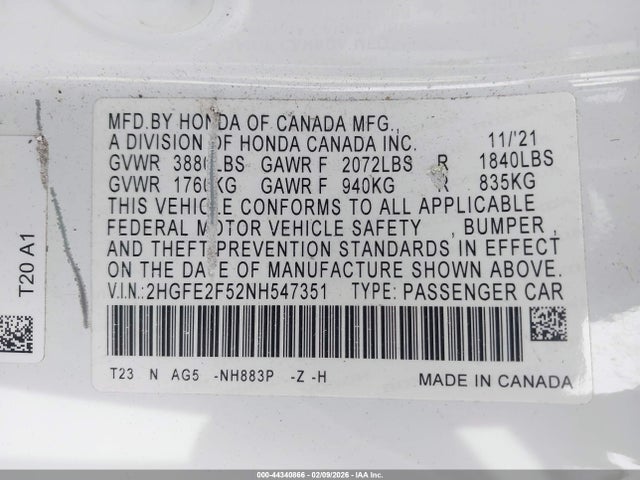 MFD.BY HONDA OF CANADA MFG.,
A DIVISION OF HONDA CANADA INC. 11/'21
GVWR 3880LBS GAWR F 2072LBS R 1840LBS
GVWR 1760KG GAWR F 940KG R 835KG
THIS VEHICLE CONFORMS TO ALL APPLICABLE
FEDERAL MOTOR VEHICLE SAFETY , BUMPER ,
AND THEFT PREVENTION STANDARDS IN EFFECT
ON THE DATE OF MANUFACTURE SHOWN ABOVE.
V.I.N.:2HGFE2F52NH547351 TYPE: PASSENGER CAR
T23 N AG5 -NH883P -Z -H
MADE IN CANADA
T20 A1
000-44340866 - 02/09/2026 - IAA Inc.